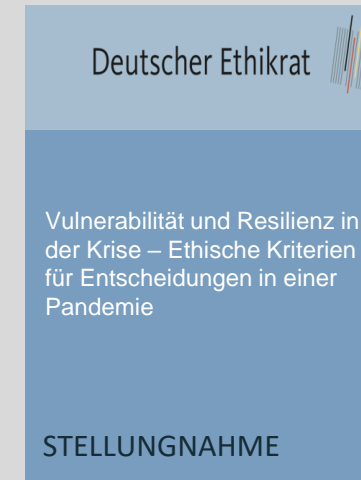 Deutscher Ethikrat
Vulnerabilität und Resilienz in
der Krise – Ethische Kriterien
für Entscheidungen in einer
Pandemie
STELLUNGNAHME